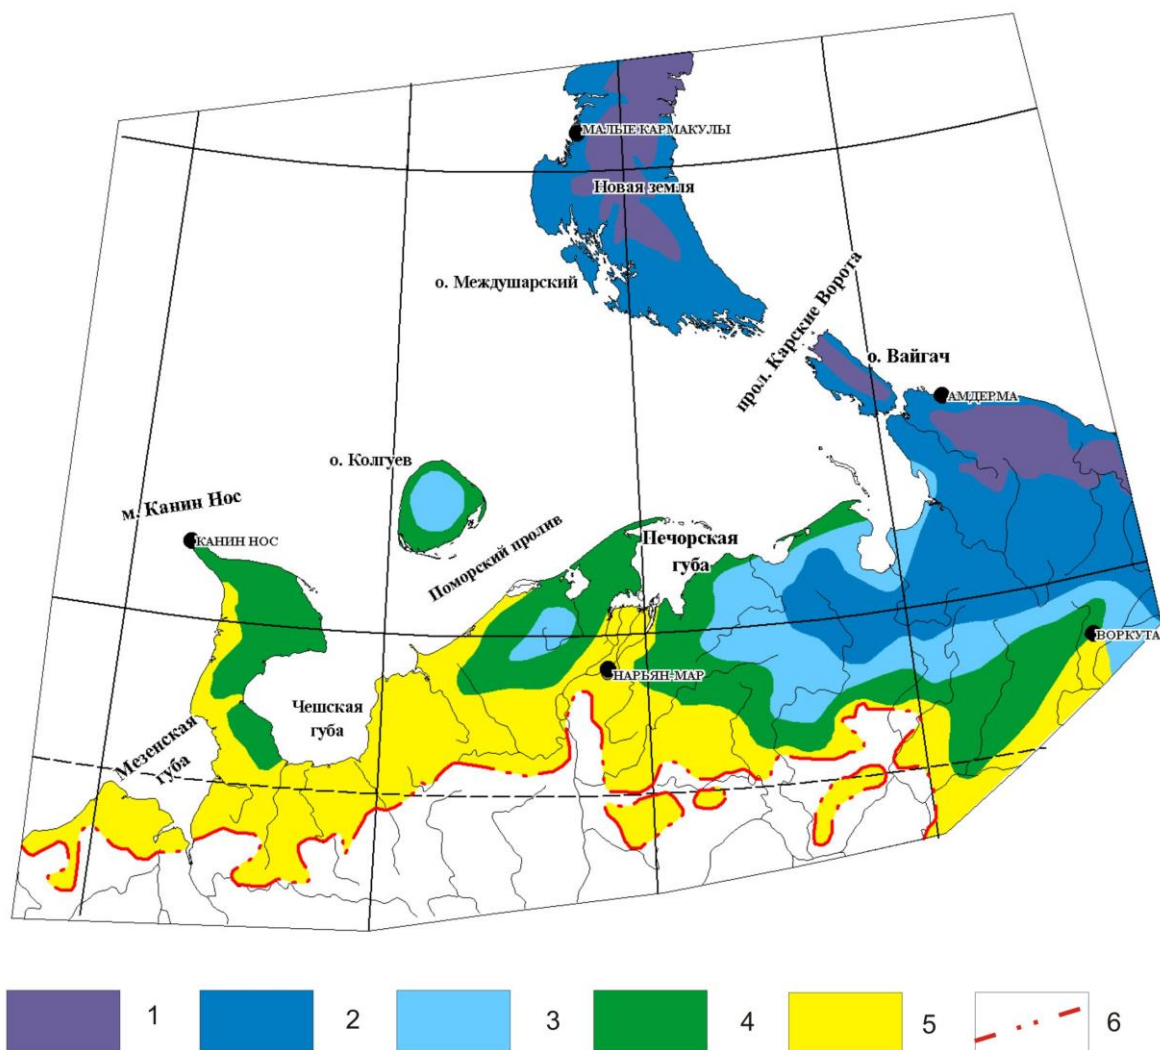 МАЛЫЕ КАРМАКУЛЫ
Новая земля
о. Междушарский
прол. Карские Ворота
о. Вайгач
АМДЕРМА
о. Колгуев
м. Канин Нос
КАНИН НОС
Поморский пролив
Печорская
губа
ВОРКУТА
НАРЬЯН-МАР
Чешская
губа
Мезенская
губа
1
2
3
4
5
6